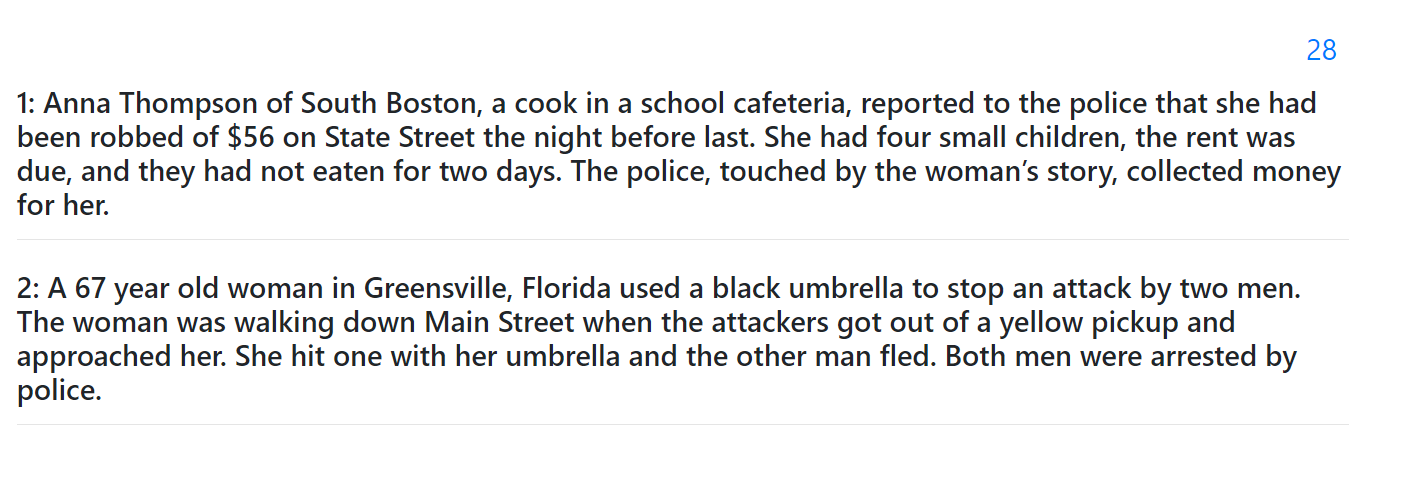 28
1: Anna Thompson of South Boston, a cook in a school cafeteria, reported to the police that she had
been robbed of $56 on State Street the night before last. She had four small children, the rent was
due, and they had not eaten for two days. The police, touched by the woman’s story, collected money
for her.
2: A 67 year old woman in Greensville, Florida used a black umbrella to stop an attack by two men.
The woman was walking down Main Street when the attackers got out of a yellow pickup and
approached her. She hit one with her umbrella and the other man fled. Both men were arrested by
police.